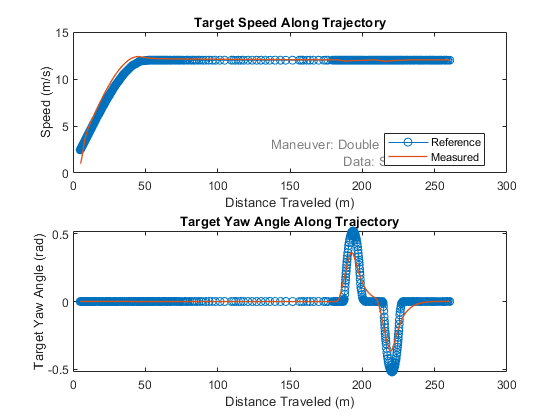 Target Speed Along Trajectory
15
10
5
0
Speed (m/s)
Maneuver: Double
Data:
Reference
Measured
0 50 100 150 200 250 300
Distance Traveled (m)
Target Yaw Angle Along Trajectory
0.5
0
-0.5
Target Yaw Angle (rad)
0 50 100 150 200 250 300
Distance Traveled (m)